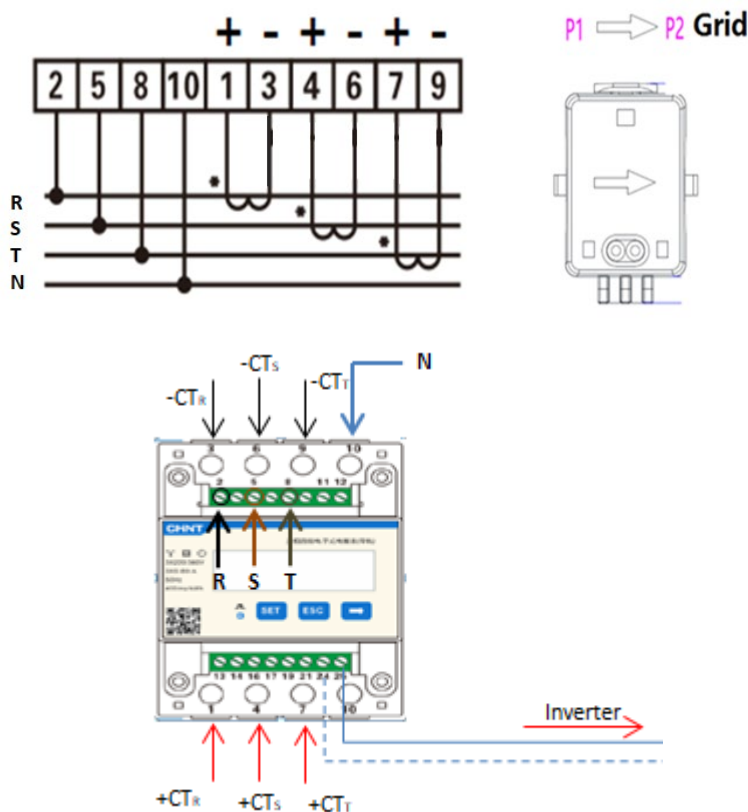 + - + - + -
P1 P2 Grid
2 5 8 10 1 3 4 6 7 9
*
*
*
R
S
T
N
-CTS
N
-CTR
-CTT
3 6 9 10
2 5 8 11 12
CHNT
R S T
SET ESC
13 14 16 17 19 21 24 25
1 4 7 10
Inverter
+CTR
+CTS
+CTT